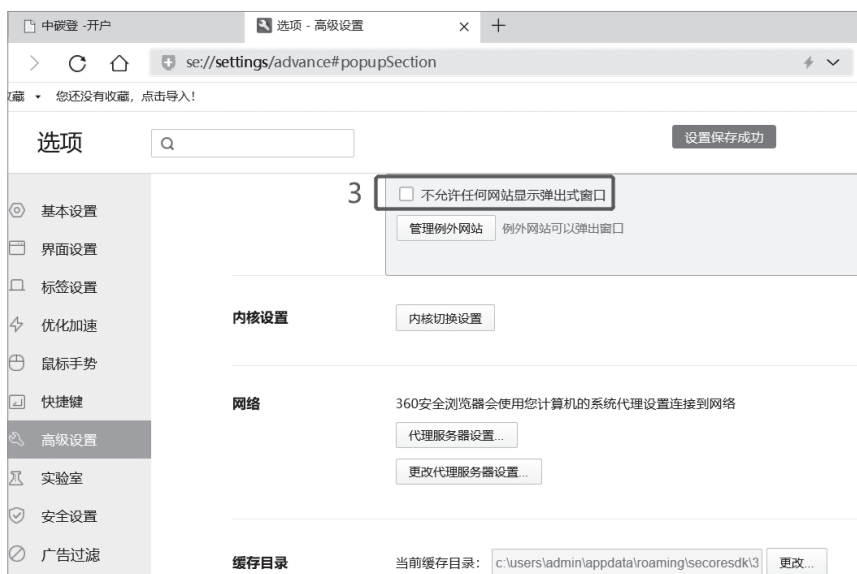 中碳登 -开户
选项 - 高级设置
se://settings/advance#popupSection
您还没有收藏，点击导入！
选项
设置保存成功
3
不允许任何网站显示弹出式窗口
管理例外网站 例外网站可以弹出窗口
基本设置
界面设置
标签设置
优化加速
鼠标手势
快捷键
高级设置
实验室
安全设置
广告过滤
内核设置
内核切换设置
网络
360安全浏览器会使用您计算机的系统代理设置连接到网络
代理服务器设置...
更改代理服务器设置...
缓存目录
当前缓存目录： c:\users\admin\appdata\roaming\secoresdk\3 更改...